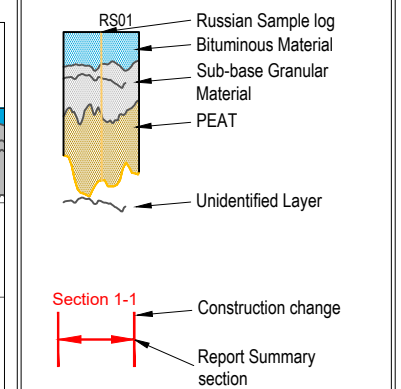 RS01
Russian Sample log
Bituminous Material
Sub-base Granular
Material
PEAT
Unidentified Layer
Section 1-1
Construction change
Report Summary
section